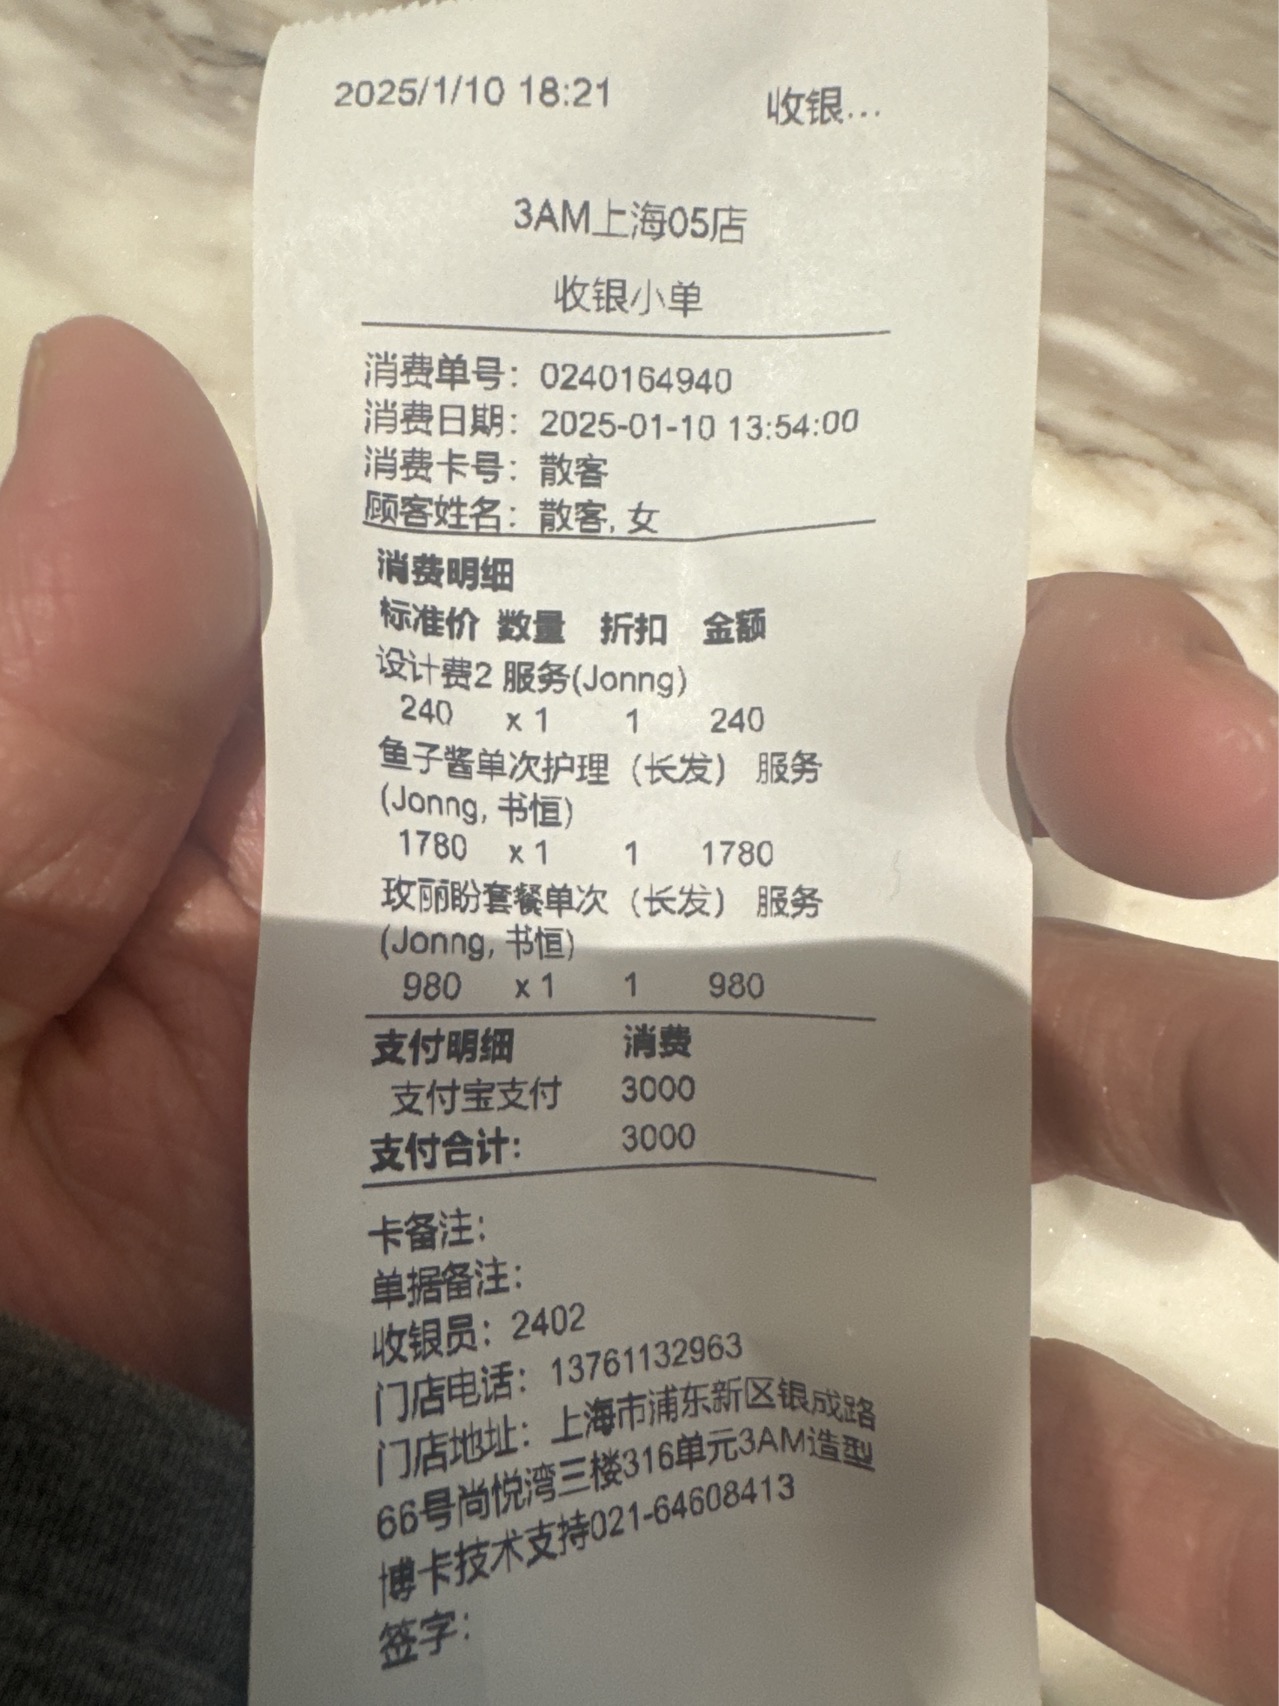 2025/1/10 18:21 收银...
3AM上海05店
收银小单
消费单号：0240164940
消费日期：2025-01-10 13:54:00
消费卡号：散客
顾客姓名：散客, 女
消费明细
标准价 数量 折扣 金额
设计费2 服务(Jonng)
240 x 1 1 240
鱼子酱单次护理（长发） 服务
(Jonng, 书恒)
1780 x 1 1 1780
玫丽盼套餐单次（长发） 服务
(Jonng, 书恒)
980 x 1 1 980
支付明细 消费
支付宝支付 3000
支付合计: 3000
卡备注:
单据备注:
收银员：2402
门店电话：13761132963
门店地址：上海市浦东新区银成路
66号尚悦湾三楼316单元3AM造型
博卡技术支持021-64608413
签字: